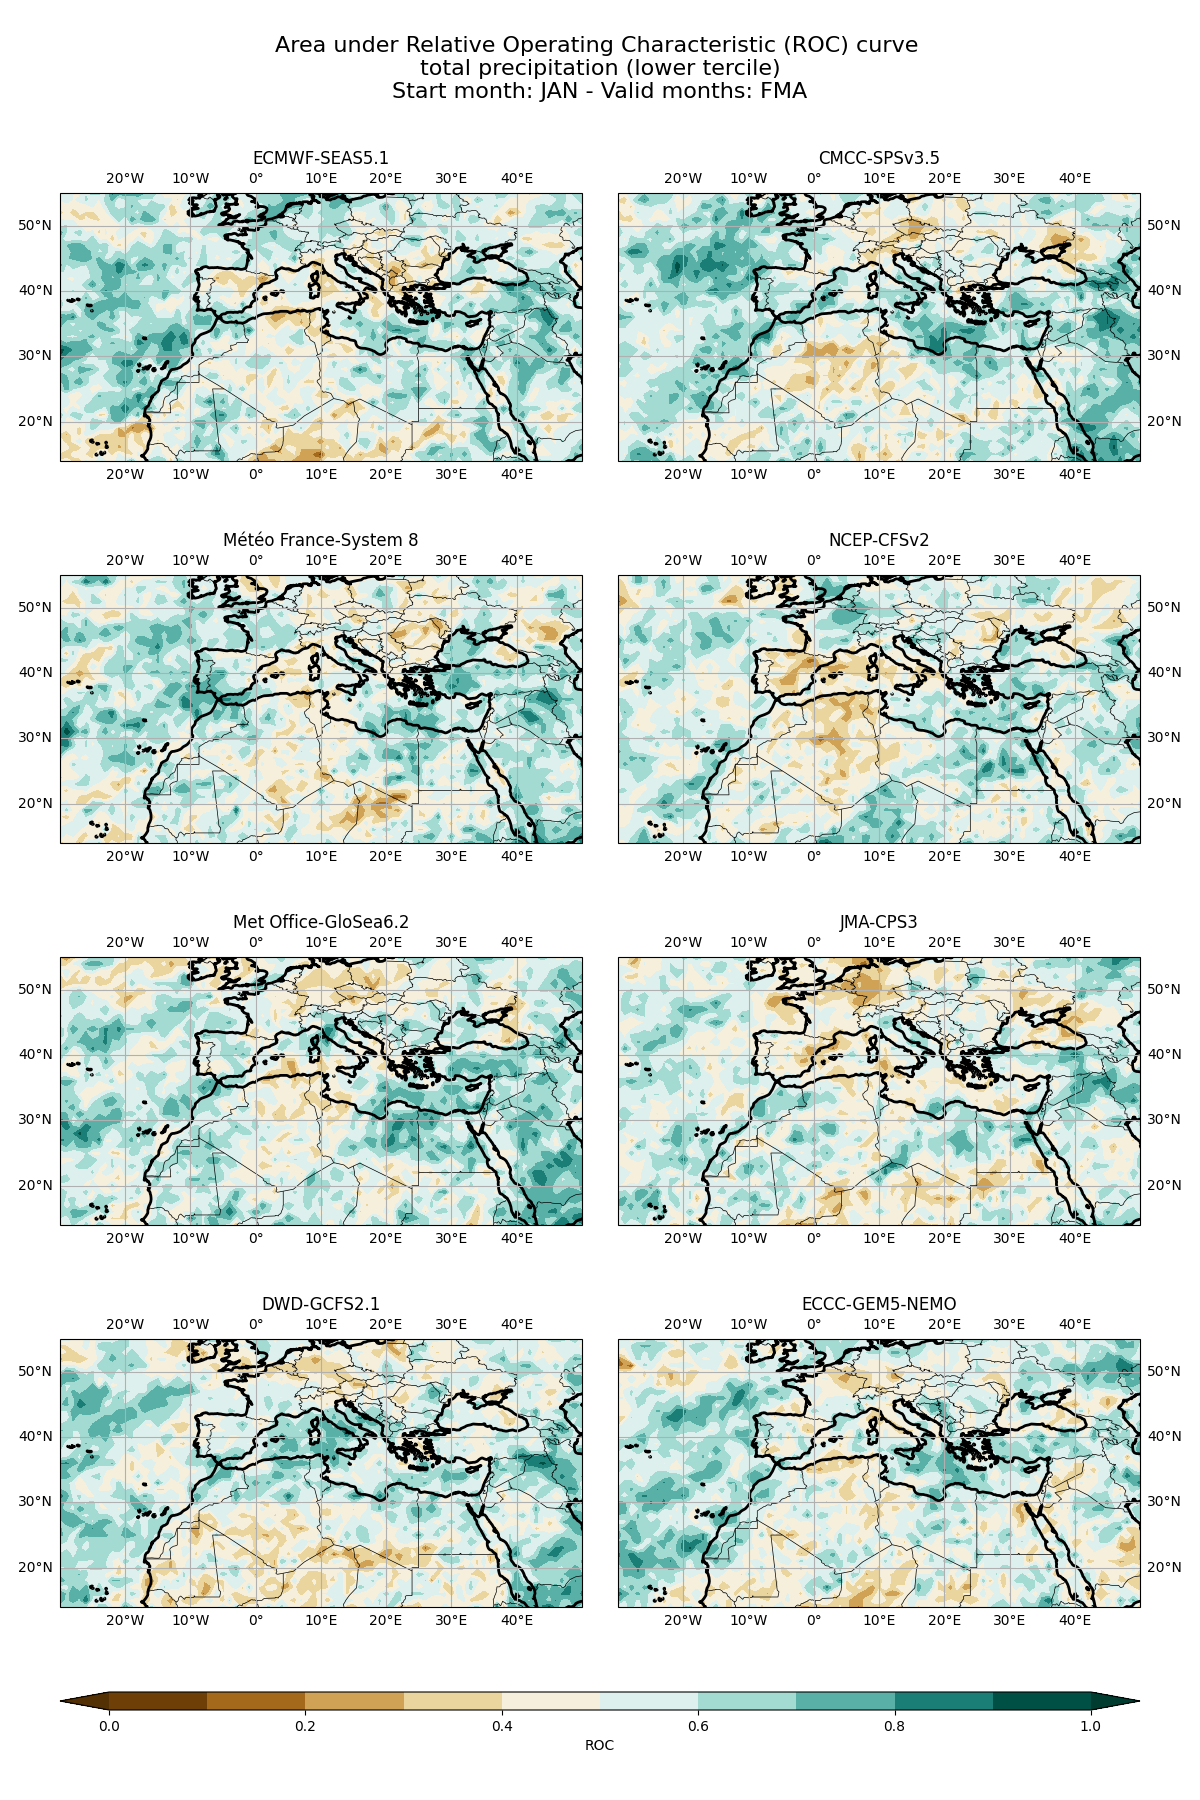 Area under Relative Operating Characteristic (ROC) curve
total precipitation (lower tercile)
Start month: JAN - Valid months: FMA
ECMWF-SEAS5.1
20°W 10°W 0° 10°E 20°E 30°E 40°E
50°N
40°N
30°N
20°N
20°W 10°W 0° 10°E 20°E 30°E 40°E
CMCC-SPSv3.5
20°W 10°W 0° 10°E 20°E 30°E 40°E
50°N
40°N
30°N
20°N
20°W 10°W 0° 10°E 20°E 30°E 40°E
Météo France-System 8
20°W 10°W 0° 10°E 20°E 30°E 40°E
50°N
40°N
30°N
20°N
20°W 10°W 0° 10°E 20°E 30°E 40°E
NCEP-CFSv2
20°W 10°W 0° 10°E 20°E 30°E 40°E
50°N
40°N
30°N
20°N
20°W 10°W 0° 10°E 20°E 30°E 40°E
Met Office-GloSea6.2
20°W 10°W 0° 10°E 20°E 30°E 40°E
50°N
40°N
30°N
20°N
20°W 10°W 0° 10°E 20°E 30°E 40°E
JMA-CPS3
20°W 10°W 0° 10°E 20°E 30°E 40°E
50°N
40°N
30°N
20°N
20°W 10°W 0° 10°E 20°E 30°E 40°E
DWD-GCFS2.1
20°W 10°W 0° 10°E 20°E 30°E 40°E
50°N
40°N
30°N
20°N
20°W 10°W 0° 10°E 20°E 30°E 40°E
ECCC-GEM5-NEMO
20°W 10°W 0° 10°E 20°E 30°E 40°E
50°N
40°N
30°N
20°N
20°W 10°W 0° 10°E 20°E 30°E 40°E
0.0 0.2 0.4 0.6 0.8 1.0
ROC